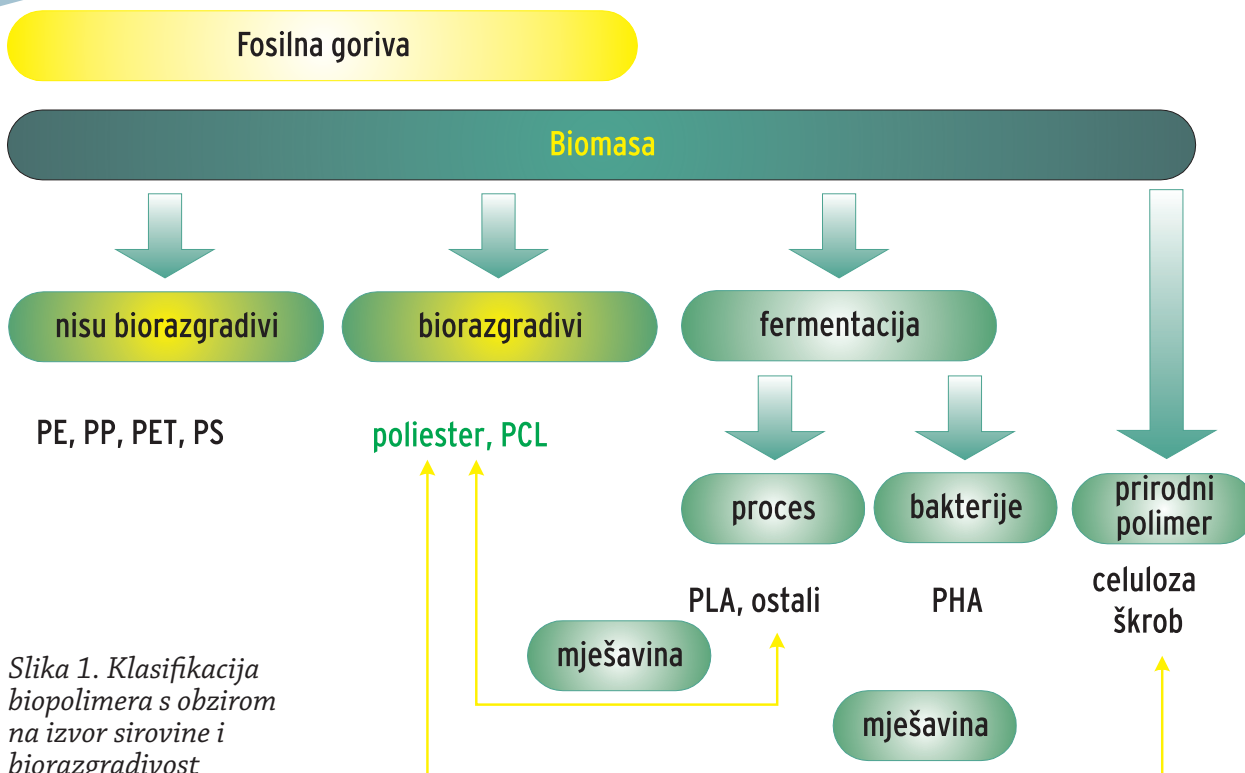 Fosilna goriva
Biomasa
nisu biorazgradivi
biorazgradivi
fermentacija
PE, PP, PET, PS
poliester, PCL
proces
bakterije
prirodni
polimer
PLA, ostali
PHA
celuloza
škrob
mješavina
mješavina
Slika 1. Klasifikacija
biopolimera s obzirom
na izvor sirovine i
biorazgradivost